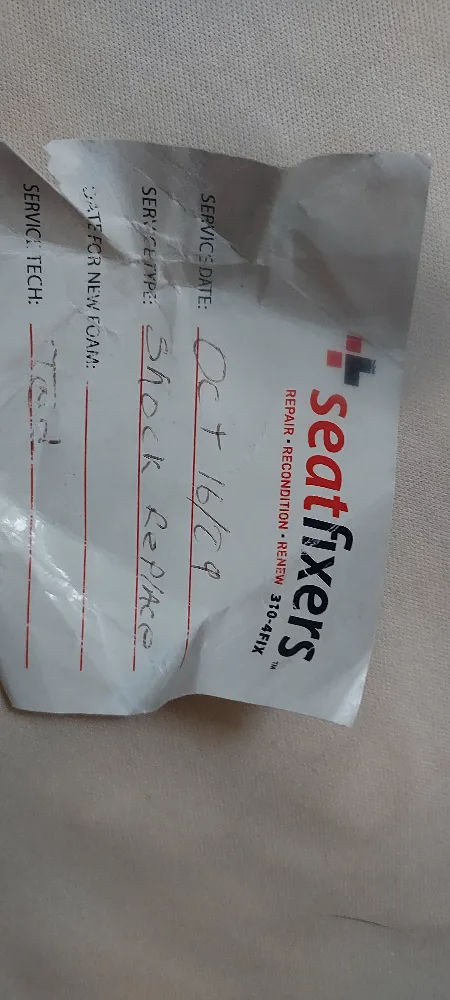 seatfixers™
REPAIR • RECONDITION • RENEW 310-4FIX
SERVICE DATE: Oct 16/09
SERVICE TYPE: Shock Replace
DATE FOR NEW FOAM:
SERVICE TECH: